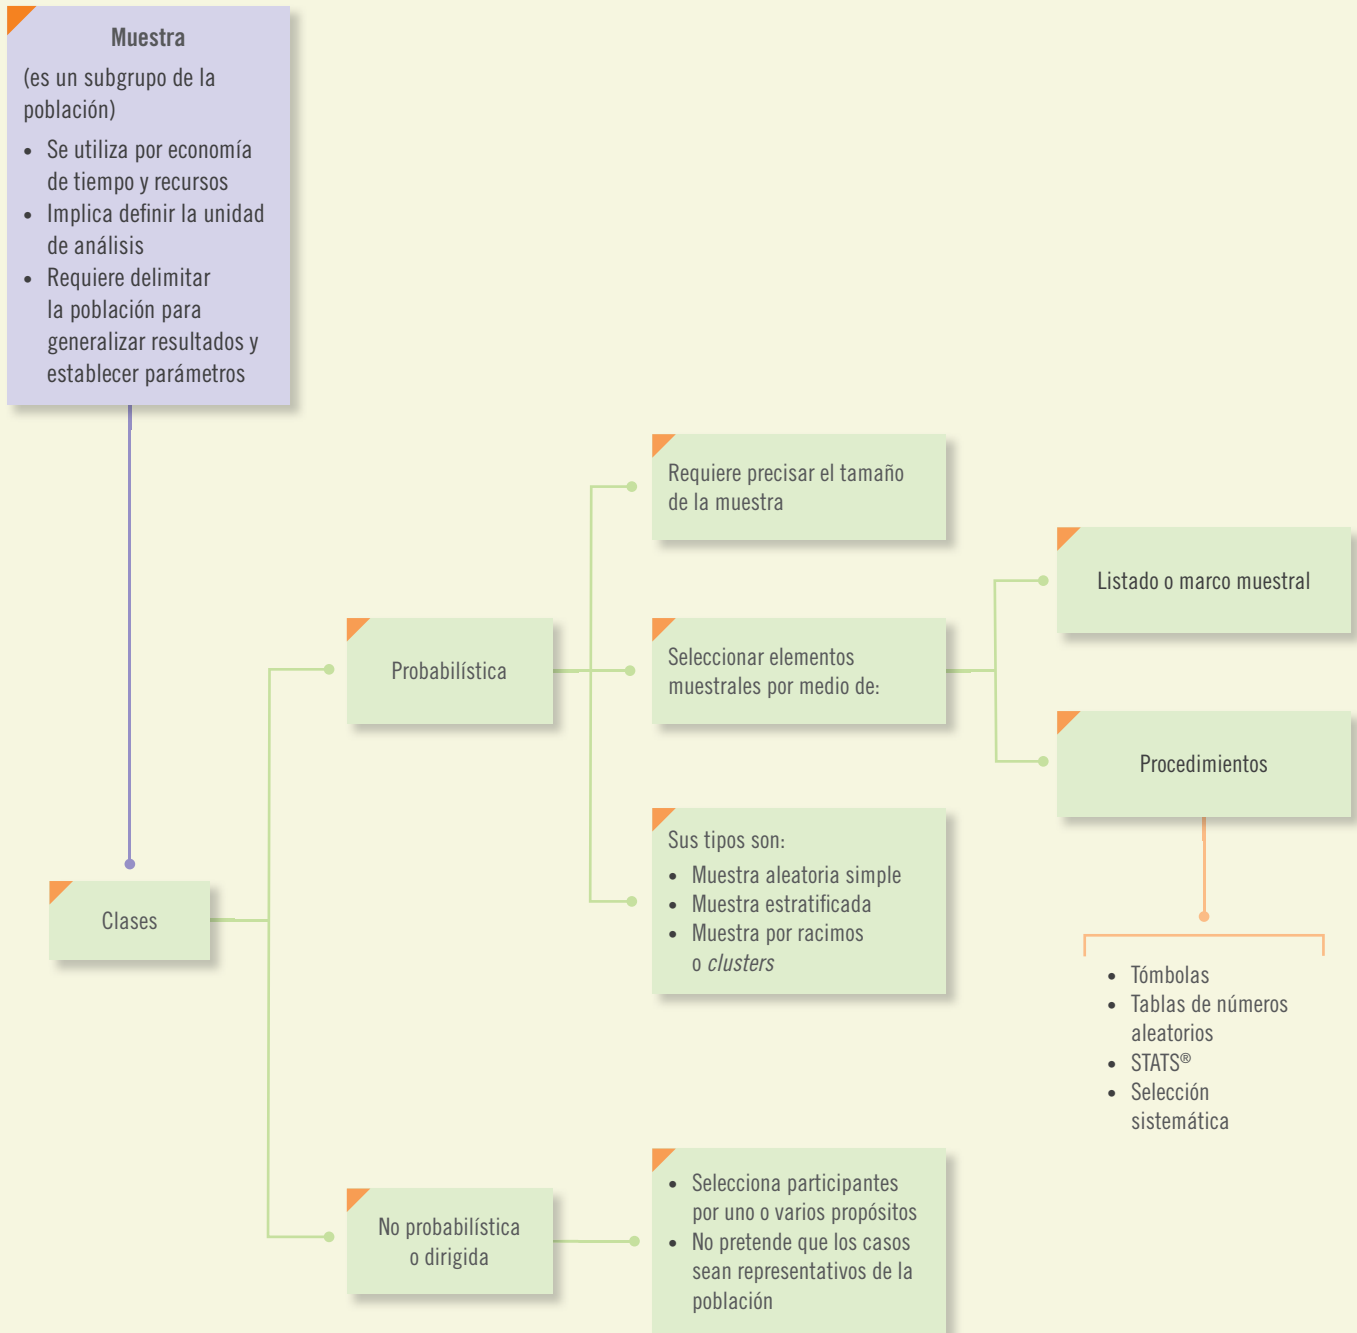 Muestra
(es un subgrupo de la
población)
• Se utiliza por economía
de tiempo y recursos
• Implica definir la unidad
de análisis
• Requiere delimitar
la población para
generalizar resultados y
establecer parámetros
Clases
Probabilística
Requiere precisar el tamaño
de la muestra
Seleccionar elementos
muestrales por medio de:
Listado o marco muestral
Procedimientos
• Tómbolas
• Tablas de números
aleatorios
• STATS®
• Selección
sistemática
Sus tipos son:
• Muestra aleatoria simple
• Muestra estratificada
• Muestra por racimos
o clusters
No probabilística
o dirigida
• Selecciona participantes
por uno o varios propósitos
• No pretende que los casos
sean representativos de la
población